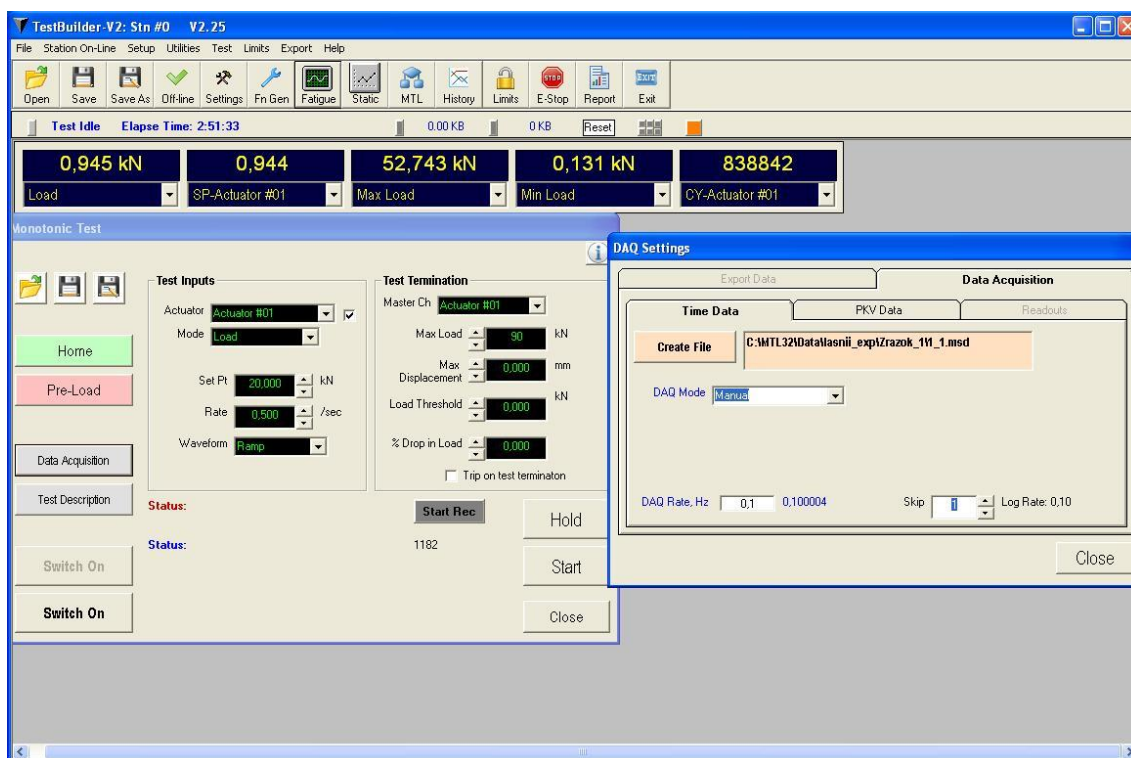 TestBuilder-V2: Stn #0 V2.25
File Station On-Line Setup Utilities Test Limits Export Help
Open Save Save As Off-line Settings Fn Gen Fatigue Static MTL History Limits E-Stop Report Exit
Test Idle Elapse Time: 2:51:33 0.00 KB 0 KB Reset
0,945 kN 0,944 52,743 kN 0,131 kN 838842
Load SP-Actuator #01 Max Load Min Load CY-Actuator #01
Monotonic Test
Test Inputs
Actuator Actuator #01
Mode Load
Set Pt 20,000 kN
Rate 0,500 /sec
Waveform Ramp
Test Termination
Master Ch Actuator #01
Max Load 90 kN
Max Displacement 0,000 mm
Load Threshold 0,000 kN
% Drop in Load 0,000
Trip on test terminaton
Home
Pre-Load
Data Acquisition
Test Description
Switch On
Switch On
Status:
Status:
Start Rec
1182
Hold
Start
Close
DAQ Settings
Export Data Data Acquisition
Time Data PKV Data Readouts
Create File C:\MTL32\Data\Iasnii_exp\Zrazok_1\1_1.msd
DAQ Mode Manual
DAQ Rate, Hz 0,1 0,100004 Skip 1 Log Rate: 0,10
Close